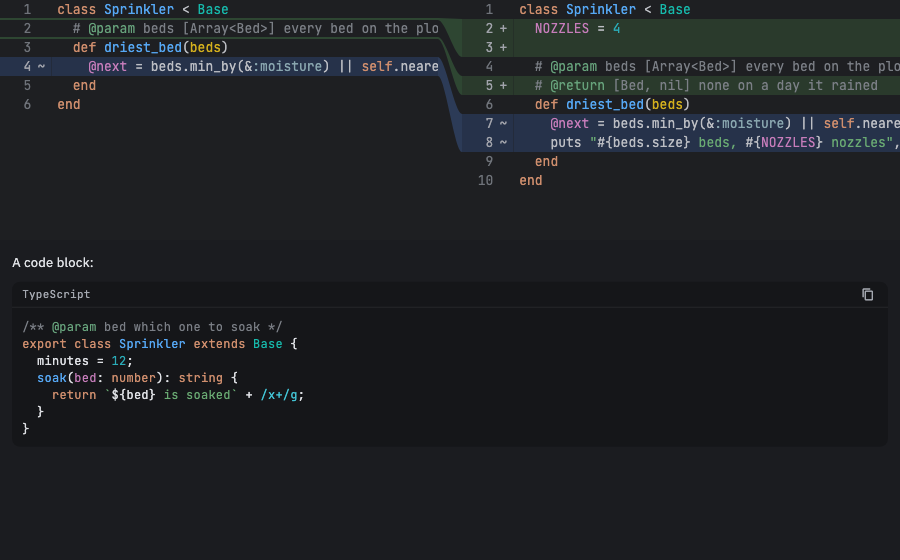 1 class Sprinkler < Base
2 # @param beds [Array<Bed>] every bed on the plo
3 def driest_bed(beds)
4 ~ @next = beds.min_by(&:moisture) || self.neare
5 end
6 end
1 class Sprinkler < Base
2 + NOZZLES = 4
3 +
4 # @param beds [Array<Bed>] every bed on the plo
5 + # @return [Bed, nil] none on a day it rained
6 def driest_bed(beds)
7 ~ @next = beds.min_by(&:moisture) || self.neare
8 ~ puts "#{beds.size} beds, #{NOZZLES} nozzles",
9 end
10 end
A code block:
TypeScript
/** @param bed which one to soak */
export class Sprinkler extends Base {
minutes = 12;
soak(bed: number): string {
return `${bed} is soaked` + /x+/g;
}
}